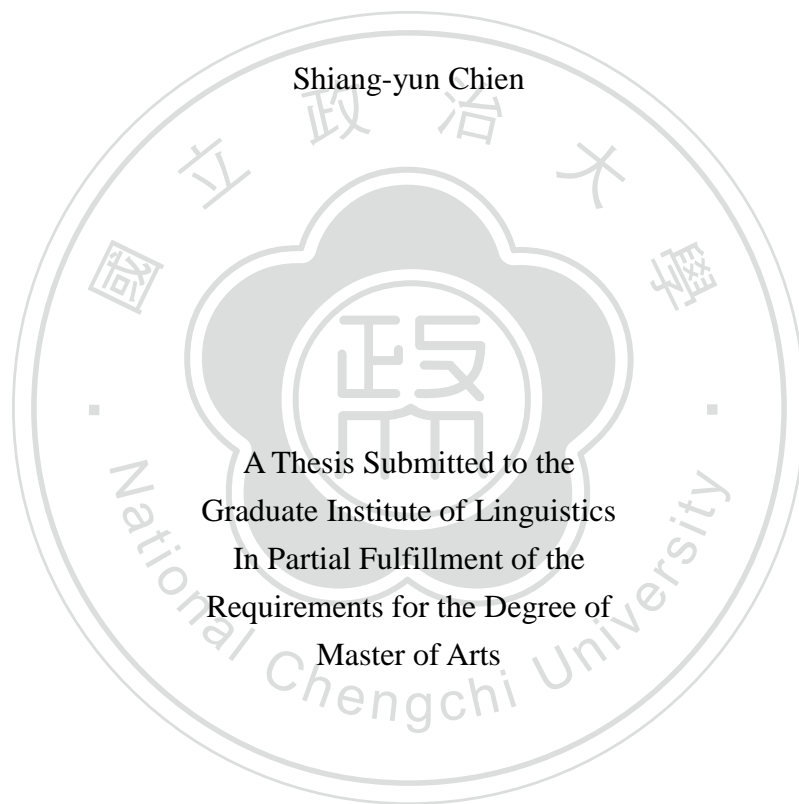 Shiang-yun Chien
國立政治大學
政
A Thesis Submitted to the
Graduate Institute of Linguistics
In Partial Fulfillment of the
Requirements for the Degree of
Master of Arts
National Chengchi University